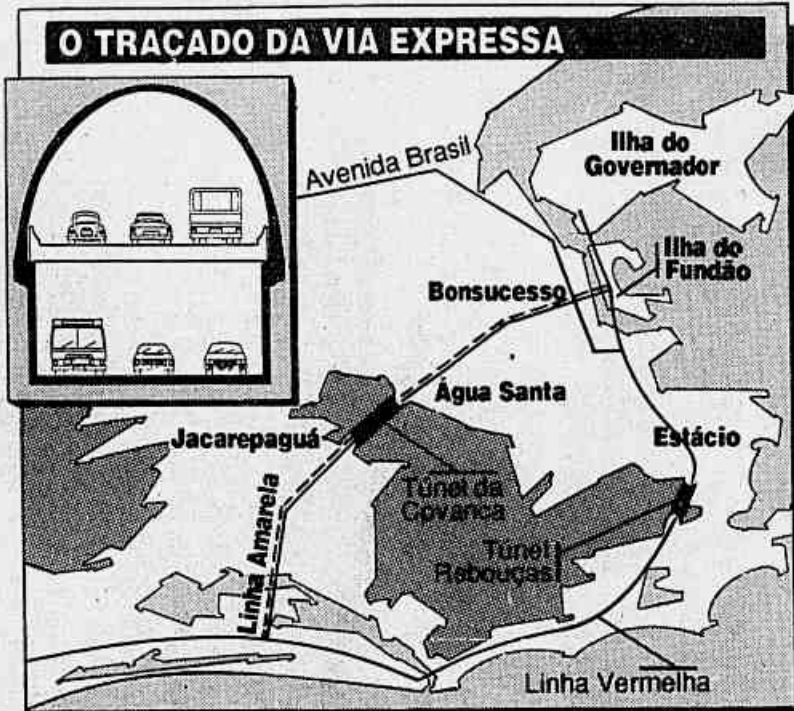 O TRAÇADO DA VIA EXPRESSA
Avenida Brasil
Ilha do
Governador
Ilha do
Fundão
Bonsucesso
Água Santa
Jacarepaguá
Estácio
Túnel da
Covanca
Túnel
Rebouças
Linha Amarela
Linha Vermelha